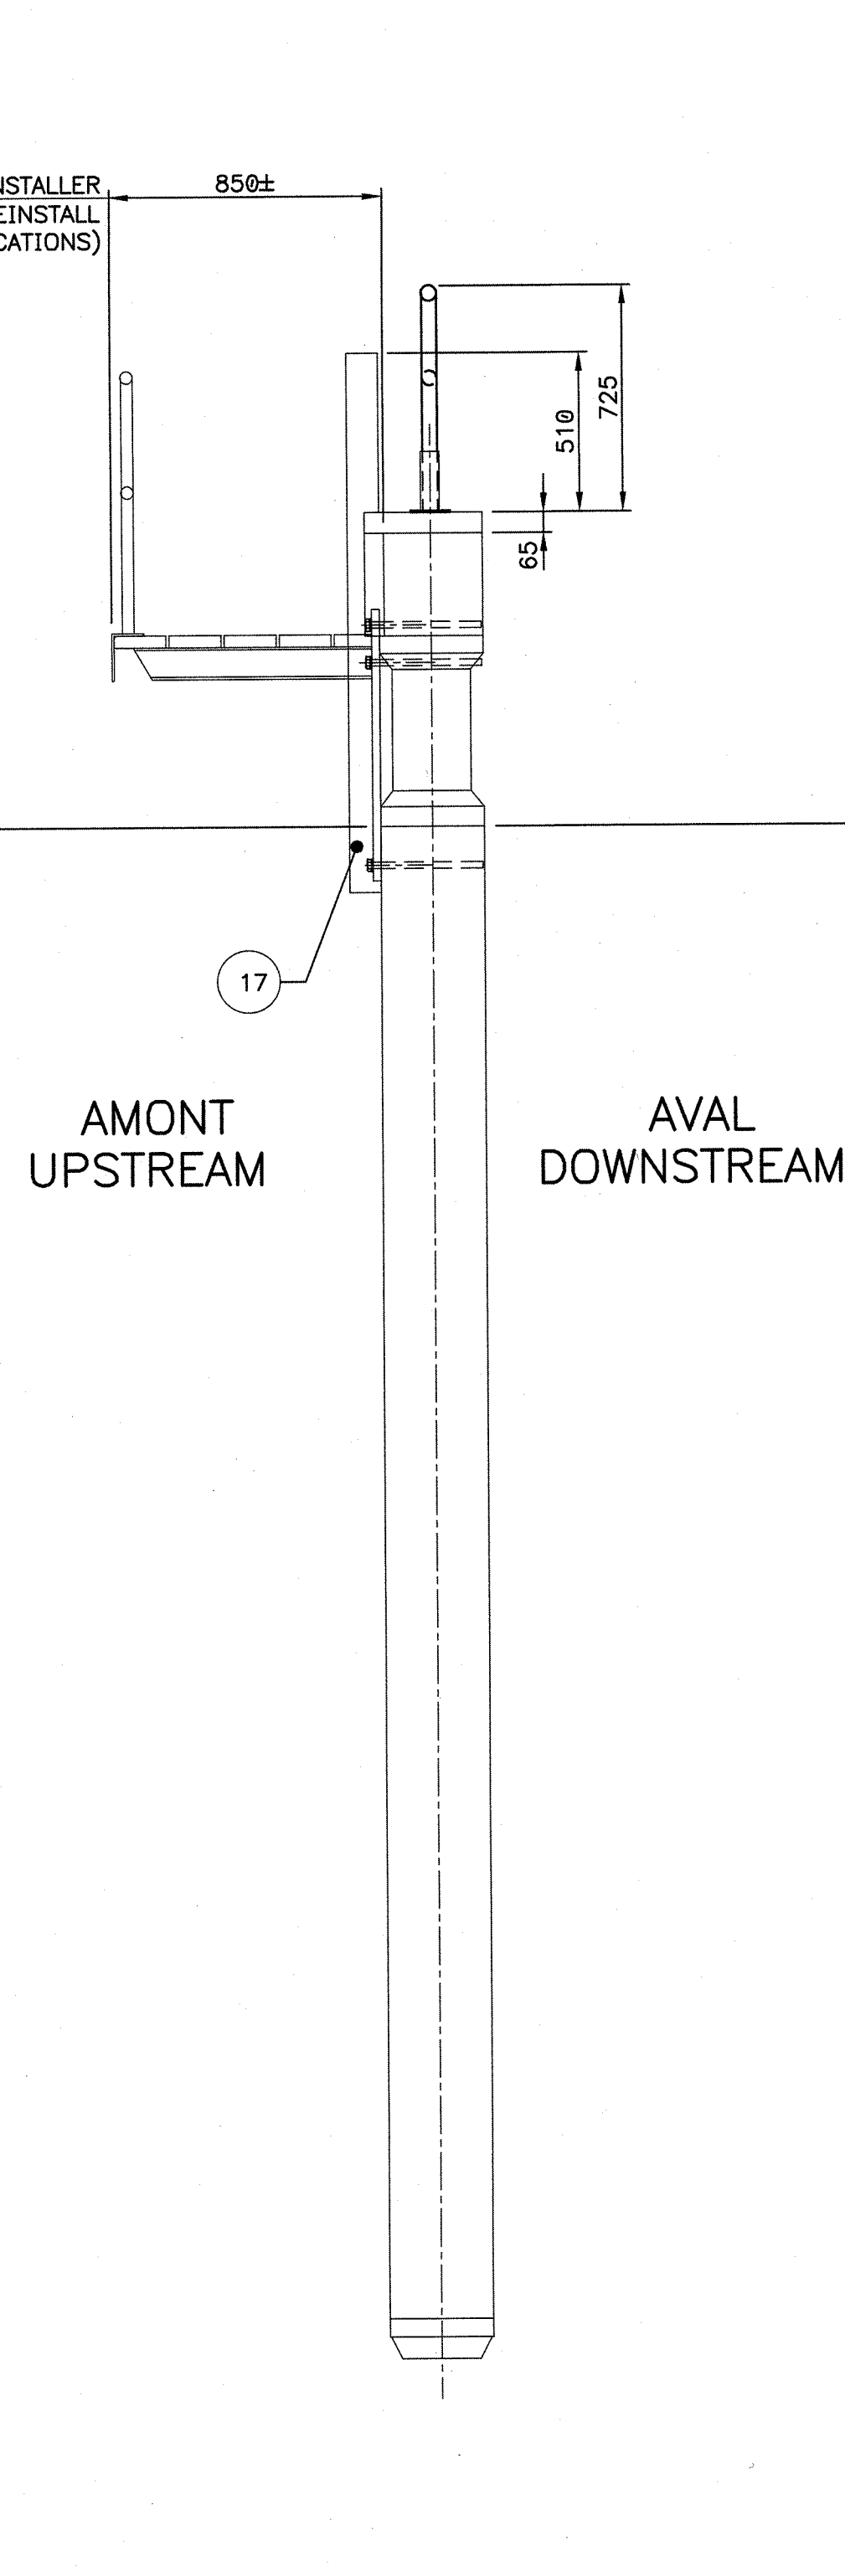 NSTALLER
EINSTALL
CATIONS)
850±
725
510
65
17
AMONT
UPSTREAM
AVAL
DOWNSTREAM